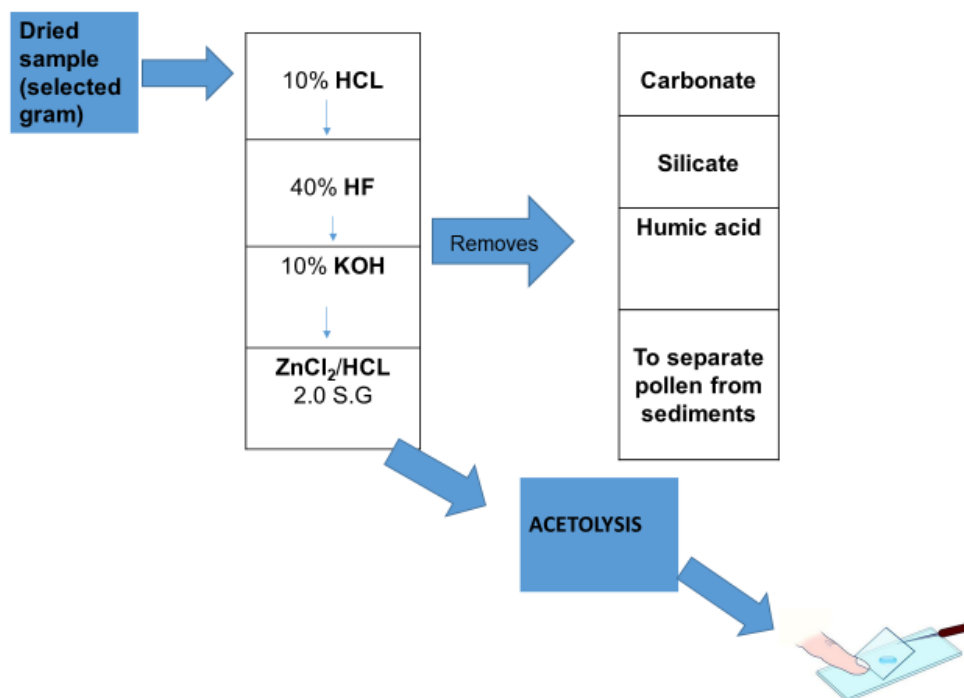 Dried
sample
(selected
gram)
10% HCL
40% HF
10% KOH
ZnCl₂/HCL
2.0 S.G
Removes
Carbonate
Silicate
Humic acid
To separate
pollen from
sediments
ACETOLYSIS